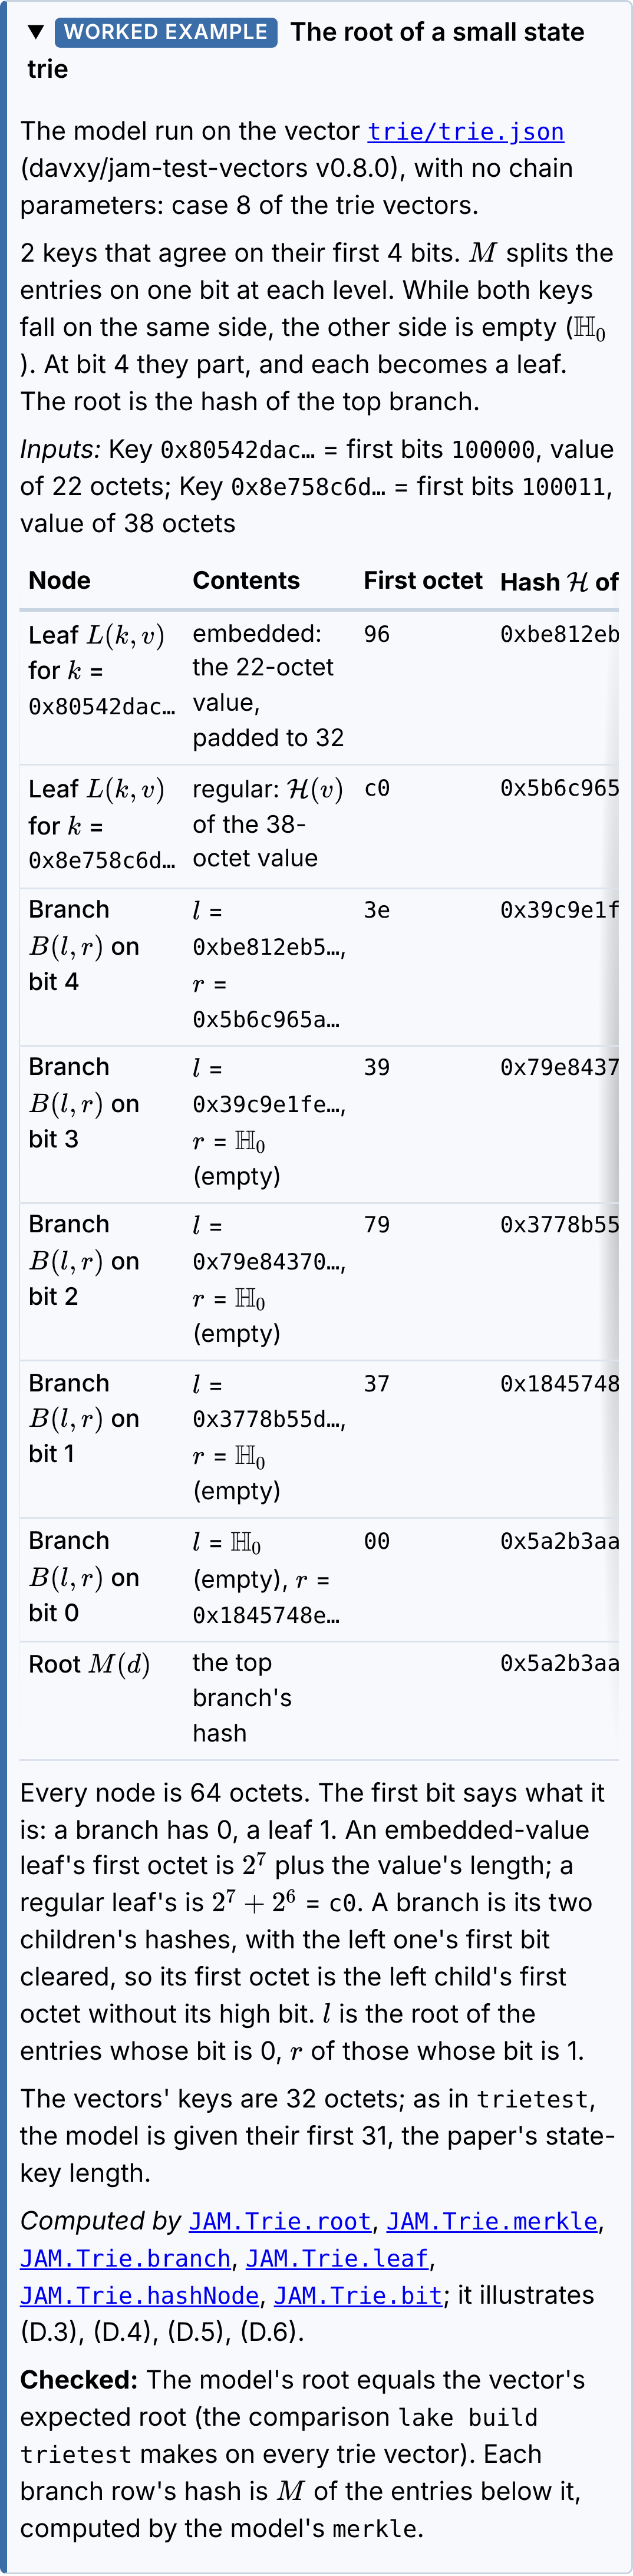 ▼ WORKED EXAMPLE The root of a small state
trie
The model run on the vector trie/trie.json
(davxy/jam-test-vectors v0.8.0), with no chain
parameters: case 8 of the trie vectors.
2 keys that agree on their first 4 bits. M splits the
entries on one bit at each level. While both keys
fall on the same side, the other side is empty (ℍ₀
). At bit 4 they part, and each becomes a leaf.
The root is the hash of the top branch.
Inputs: Key 0x80542dac… = first bits 100000, value
of 22 octets; Key 0x8e758c6d… = first bits 100011,
value of 38 octets
Node Contents First octet Hash ℋ of
Leaf L(k, v) embedded: 96 0xbe812eb
for k = the 22-octet
0x80542dac… value,
padded to 32
Leaf L(k, v) regular: ℋ(v) c0 0x5b6c965
for k = of the 38-
0x8e758c6d… octet value
Branch l = 3e 0x39c9e1f
B(l, r) on 0xbe812eb5…,
bit 4 r =
0x5b6c965a…
Branch l = 39 0x79e8437
B(l, r) on 0x39c9e1fe…,
bit 3 r = ℍ₀
(empty)
Branch l = 79 0x3778b55
B(l, r) on 0x79e84370…,
bit 2 r = ℍ₀
(empty)
Branch l = 37 0x1845748
B(l, r) on 0x3778b55d…,
bit 1 r = ℍ₀
(empty)
Branch l = ℍ₀ 00 0x5a2b3aa
B(l, r) on (empty), r =
bit 0 0x1845748e…
Root M(d) the top 0x5a2b3aa
branch's
hash
Every node is 64 octets. The first bit says what it
is: a branch has 0, a leaf 1. An embedded-value
leaf's first octet is 2⁷ plus the value's length; a
regular leaf's is 2⁷ + 2⁶ = c0. A branch is its two
children's hashes, with the left one's first bit
cleared, so its first octet is the left child's first
octet without its high bit. l is the root of the
entries whose bit is 0, r of those whose bit is 1.
The vectors' keys are 32 octets; as in trietest,
the model is given their first 31, the paper's state-
key length.
Computed by JAM.Trie.root, JAM.Trie.merkle,
JAM.Trie.branch, JAM.Trie.leaf,
JAM.Trie.hashNode, JAM.Trie.bit; it illustrates
(D.3), (D.4), (D.5), (D.6).
Checked: The model's root equals the vector's
expected root (the comparison lake build
trietest makes on every trie vector). Each
branch row's hash is M of the entries below it,
computed by the model's merkle.